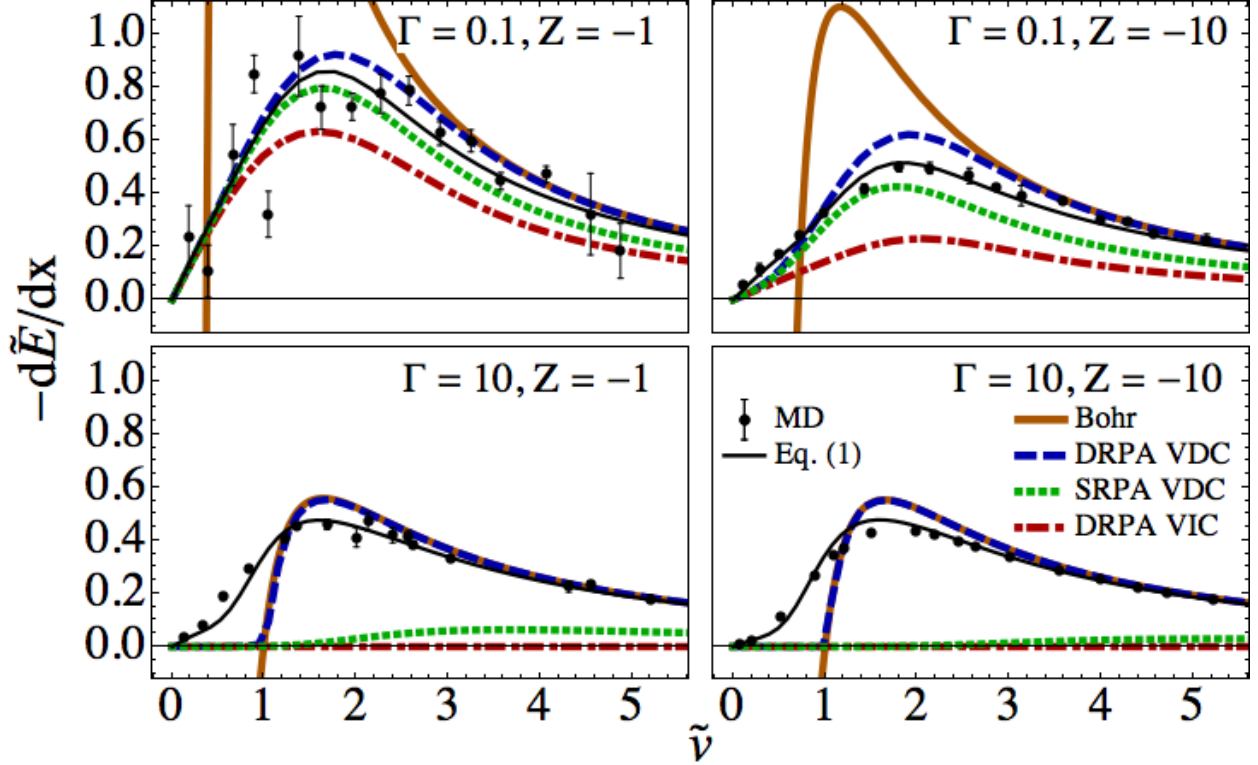 Γ = 0.1, Z = −1
Γ = 0.1, Z = −10
1.0
0.8
0.6
0.4
0.2
0.0
−dẼ/dx
Γ = 10, Z = −1
Γ = 10, Z = −10
1.0
0.8
0.6
0.4
0.2
0.0
MD
Eq. (1)
Bohr
DRPA VDC
SRPA VDC
DRPA VIC
0 1 2 3 4 5
0 1 2 3 4 5
ṽ